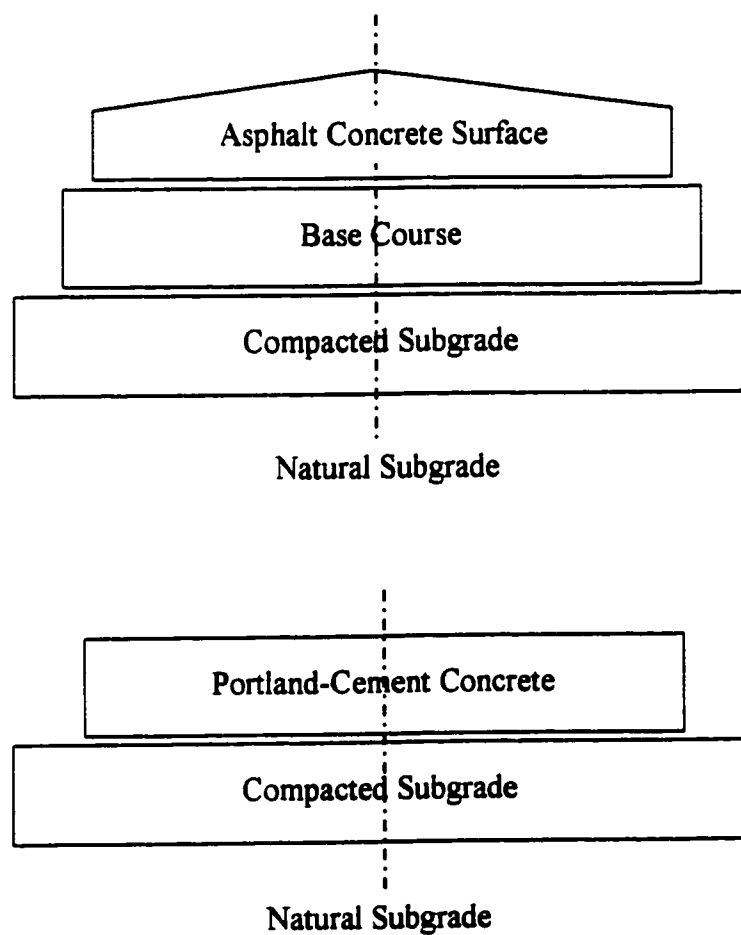 Asphalt Concrete Surface
Base Course
Compacted Subgrade
Natural Subgrade
Portland-Cement Concrete
Compacted Subgrade
Natural Subgrade